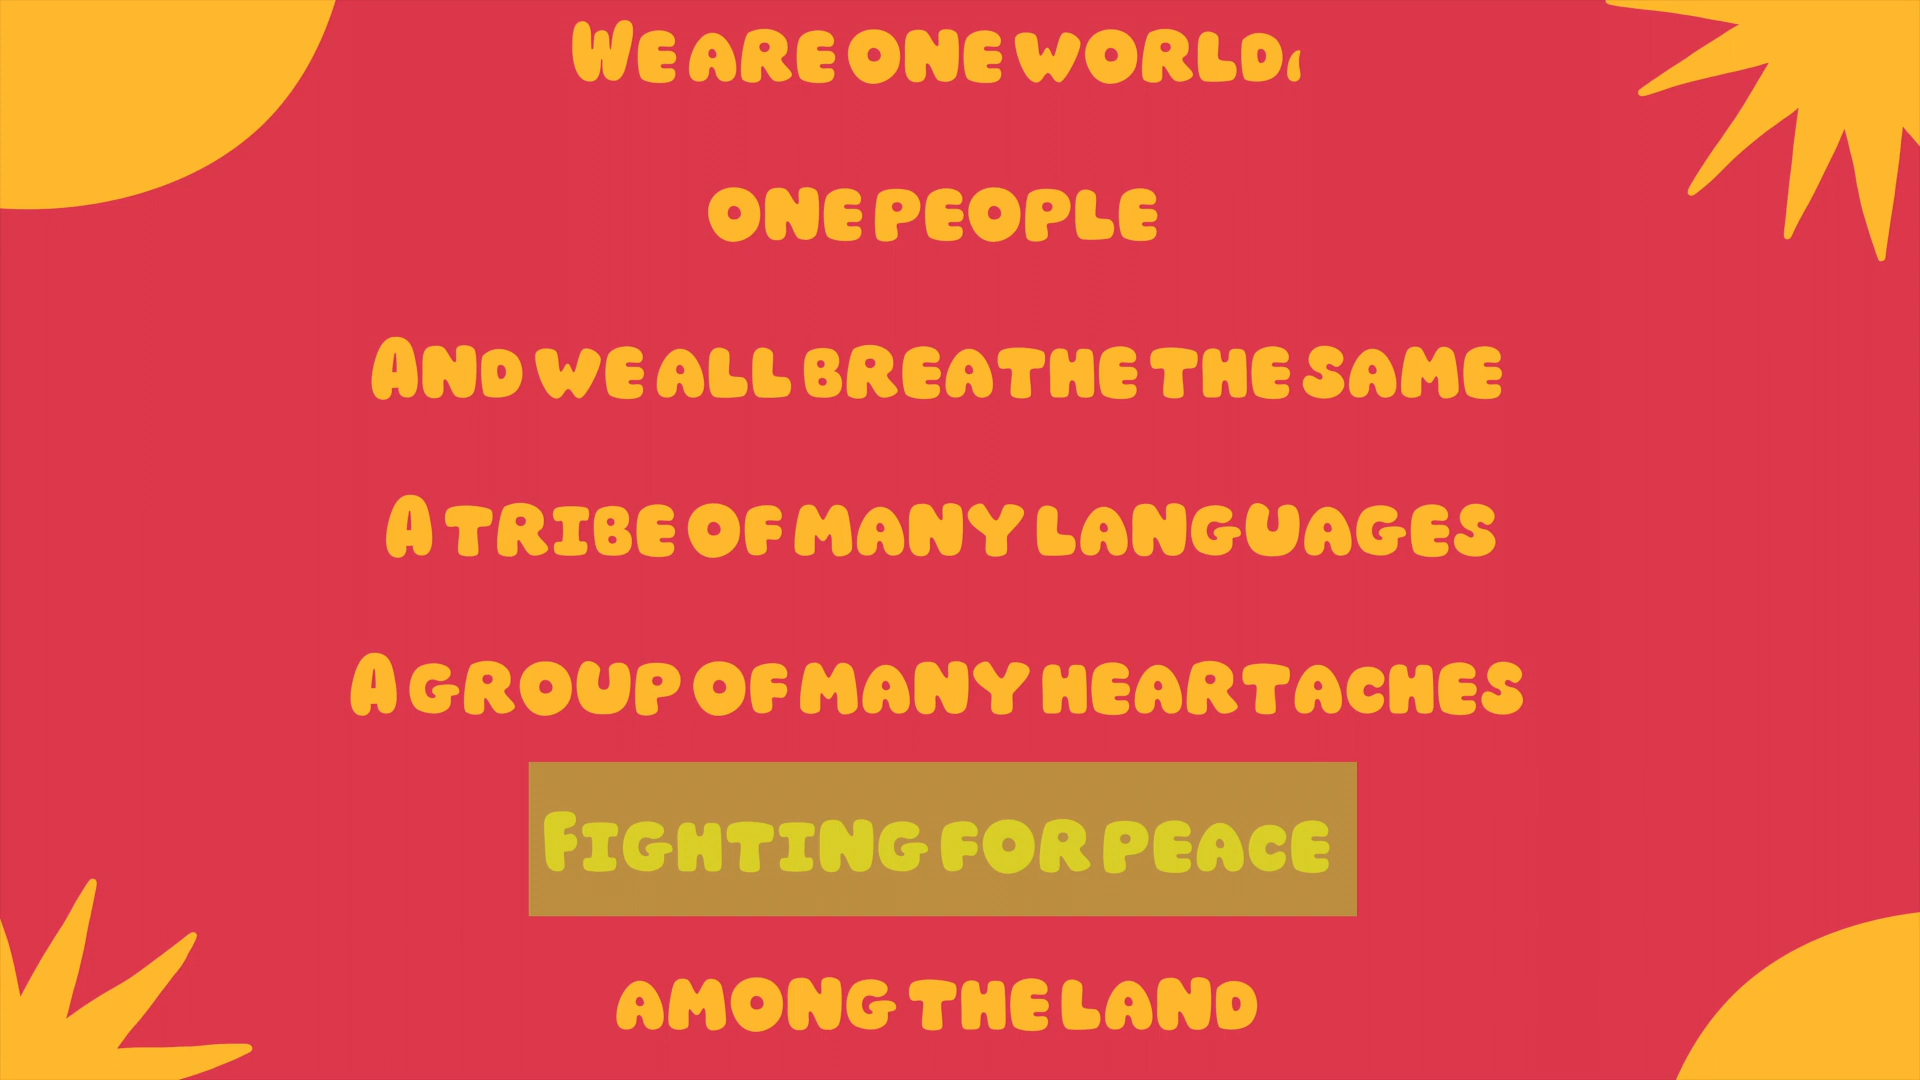 We are one world,
one people
And we all breathe the same
A tribe of many languages
A group of many heartaches
Fighting for peace
among the land